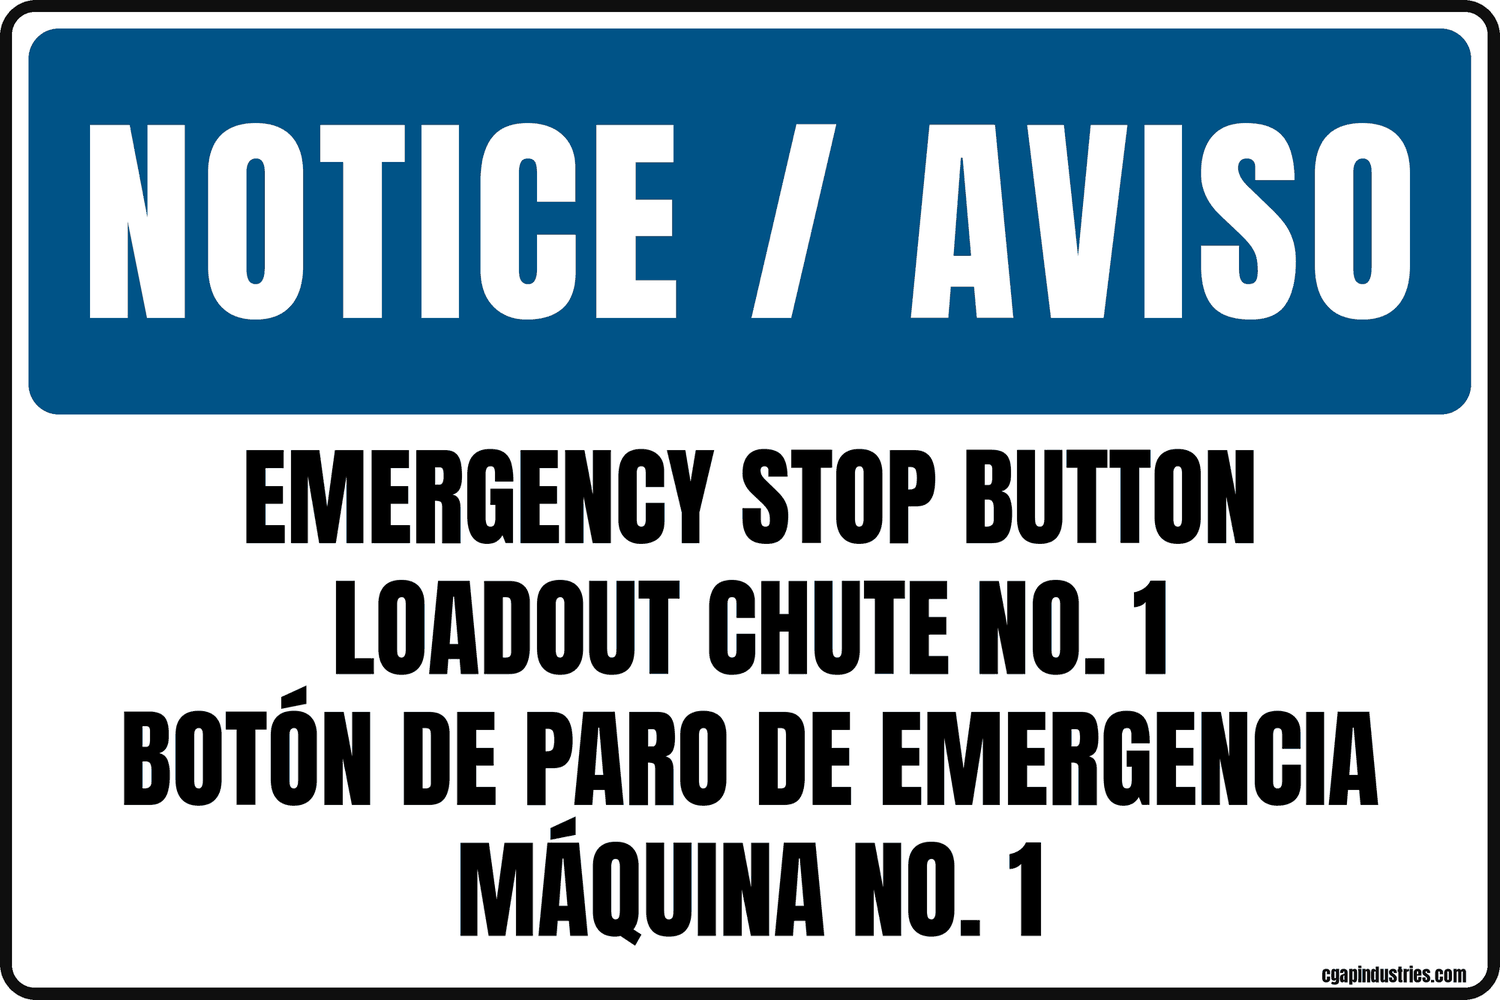 NOTICE / AVISO
EMERGENCY STOP BUTTON
LOADOUT CHUTE NO. 1
BOTÓN DE PARO DE EMERGENCIA
MÁQUINA NO. 1
cgapindustries.com